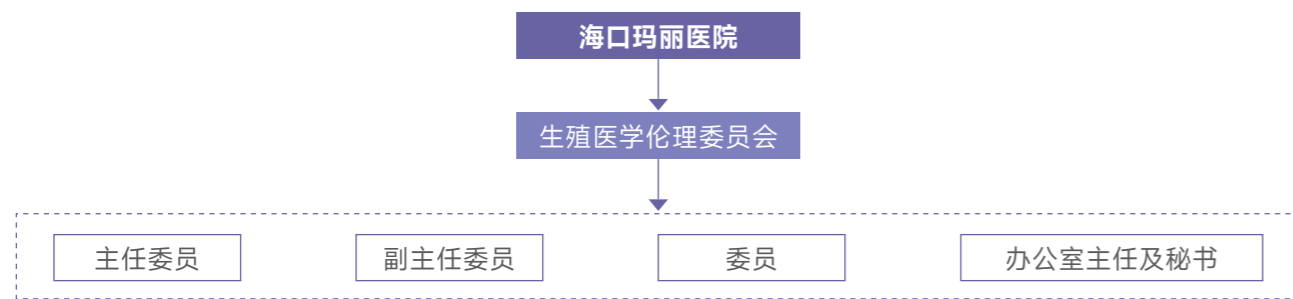 海口玛丽医院
生殖医学伦理委员会
主任委员
副主任委员
委员
办公室主任及秘书